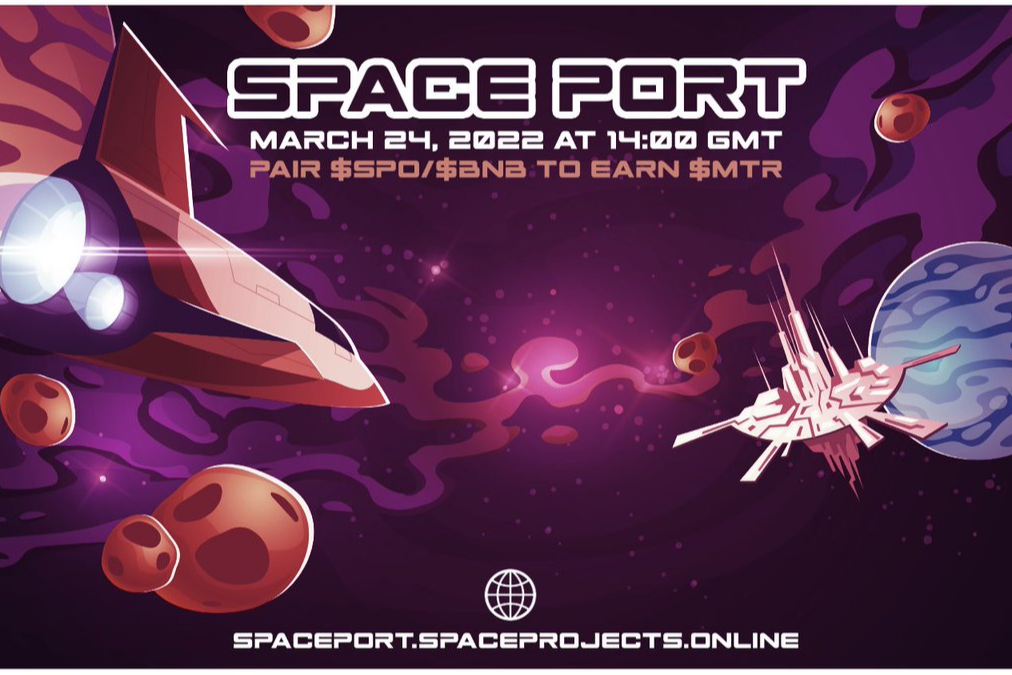 SPACE PORT
MARCH 24, 2022 AT 14:00 GMT
PAIR $SPO/$BNB TO EARN $MTR
SPACEPORT.SPACEPROJECTS.ONLINE